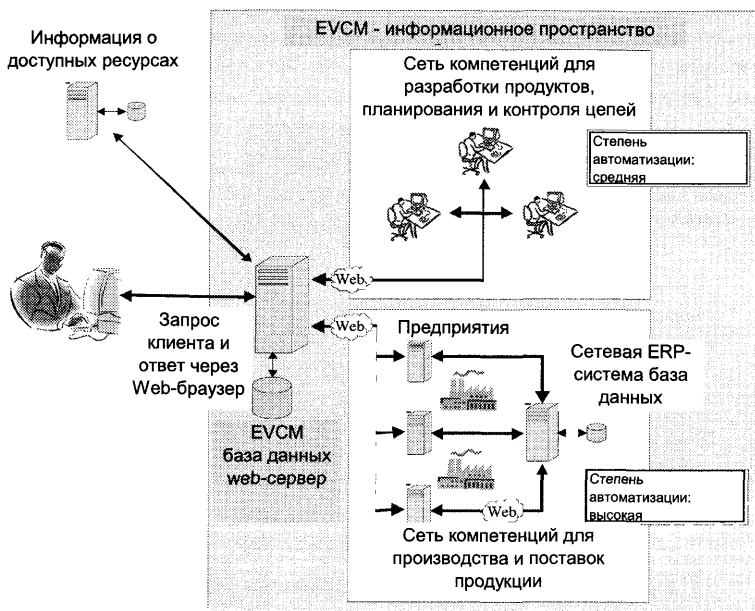 EVCM - информационное пространство
Информация о
доступных ресурсах
Сеть компетенций для
разработки продуктов,
планирования и контроля цепей
Степень
автоматизации:
средняя
Web
Запрос
клиента и
ответ через
Web-браузер
Web
Предприятия
Сетевая ERP-
система база
данных
EVCM
база данных
web-сервер
Степень
автоматизации:
высокая
Web
Сеть компетенций для
производства и поставок
продукции